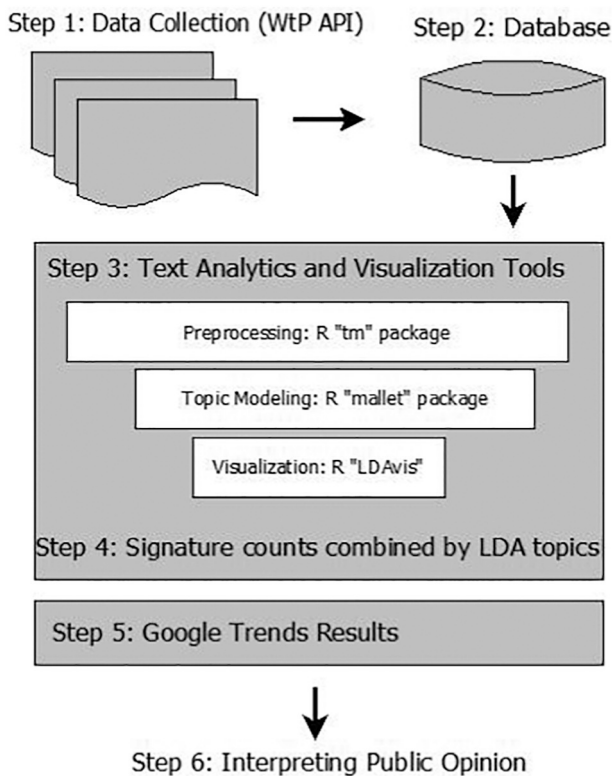 Step 1: Data Collection (WtP API)
Step 2: Database
Step 3: Text Analytics and Visualization Tools
Preprocessing: R "tm" package
Topic Modeling: R "mallet" package
Visualization: R "LDAvis"
Step 4: Signature counts combined by LDA topics
Step 5: Google Trends Results
Step 6: Interpreting Public Opinion